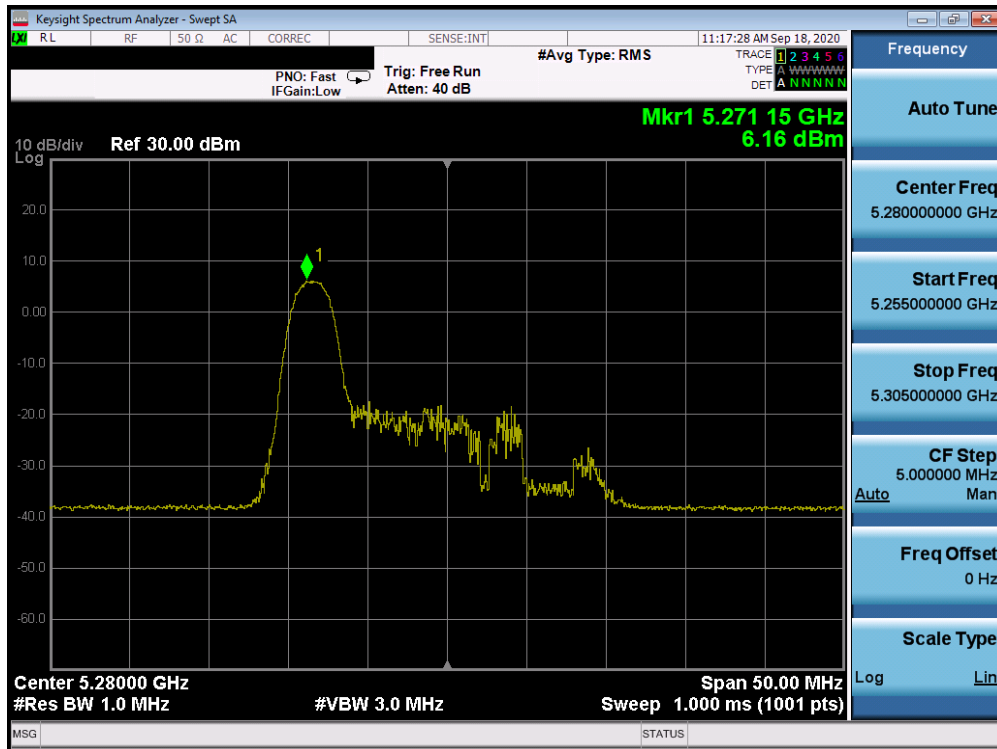 Keysight Spectrum Analyzer - Swept SA
LXI RL RF 50 Ω AC CORREC SENSE:INT 11:17:28 AM Sep 18, 2020
PNO: Fast
IFGain:Low
Trig: Free Run
Atten: 40 dB
#Avg Type: RMS
TRACE 1 2 3 4 5 6
TYPE A WWWWW
DET A N N N N N
Mkr1 5.271 15 GHz
6.16 dBm
10 dB/div Ref 30.00 dBm
Log
20.0
10.0
0.00
-10.0
-20.0
-30.0
-40.0
-50.0
-60.0
1
Center 5.28000 GHz Span 50.00 MHz
#Res BW 1.0 MHz #VBW 3.0 MHz Sweep 1.000 ms (1001 pts)
MSG STATUS
Frequency
Auto Tune
Center Freq
5.280000000 GHz
Start Freq
5.255000000 GHz
Stop Freq
5.305000000 GHz
CF Step
5.000000 MHz
Auto Man
Freq Offset
0 Hz
Scale Type
Log Lin